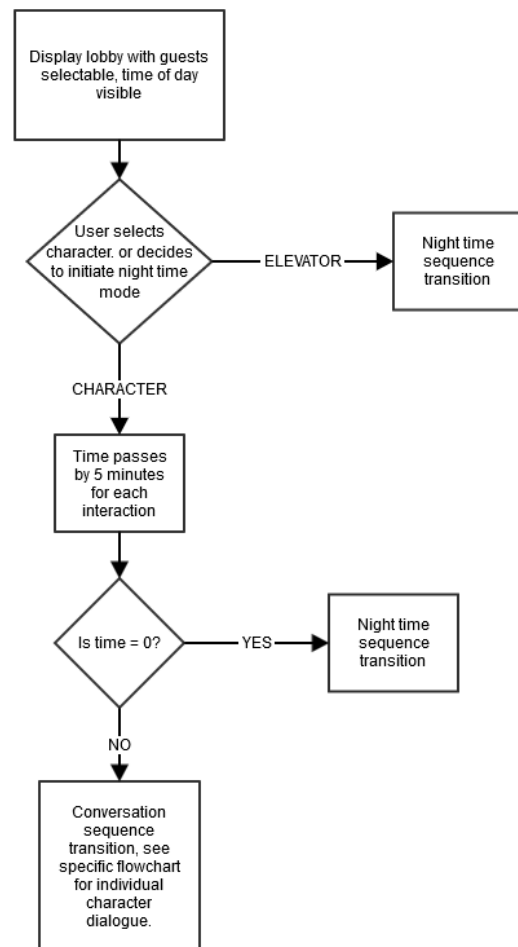 Display lobby with guests
selectable, time of day
visible
User selects
character. or decides
to initiate night time
mode
ELEVATOR
Night time
sequence
transition
CHARACTER
Time passes
by 5 minutes
for each
interaction
Is time = 0?
YES
Night time
sequence
transition
NO
Conversation
sequence
transition, see
specific flowchart
for individual
character
dialogue.